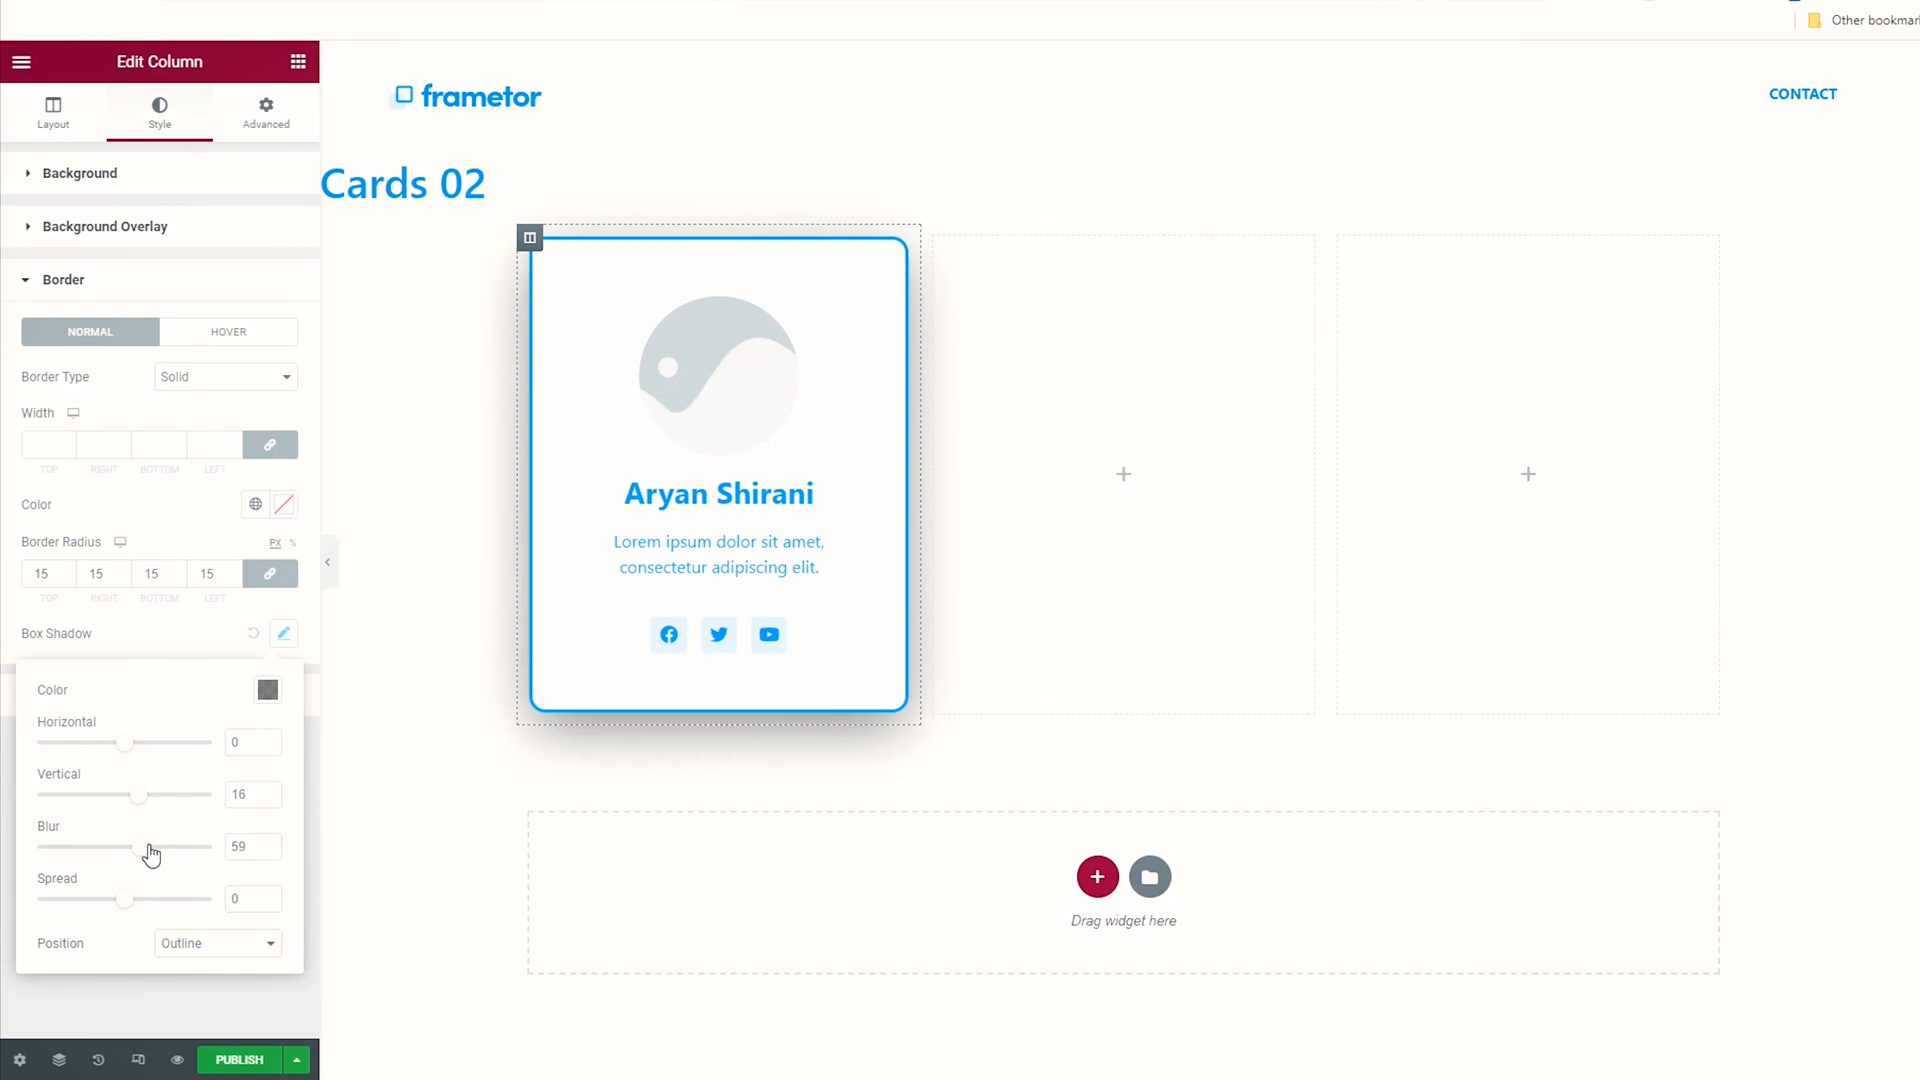 Other bookmar
Edit Column
Layout
Style
Advanced
Background
Background Overlay
Border
NORMAL
HOVER
Border Type
Solid
Width
TOP
RIGHT
BOTTOM
LEFT
Color
Border Radius
PX
%
15
15
15
15
TOP
RIGHT
BOTTOM
LEFT
Box Shadow
Color
Horizontal
0
Vertical
16
Blur
59
Spread
0
Position
Outline
PUBLISH
frametor
CONTACT
Cards 02
Aryan Shirani
Lorem ipsum dolor sit amet,
consectetur adipiscing elit.
Drag widget here